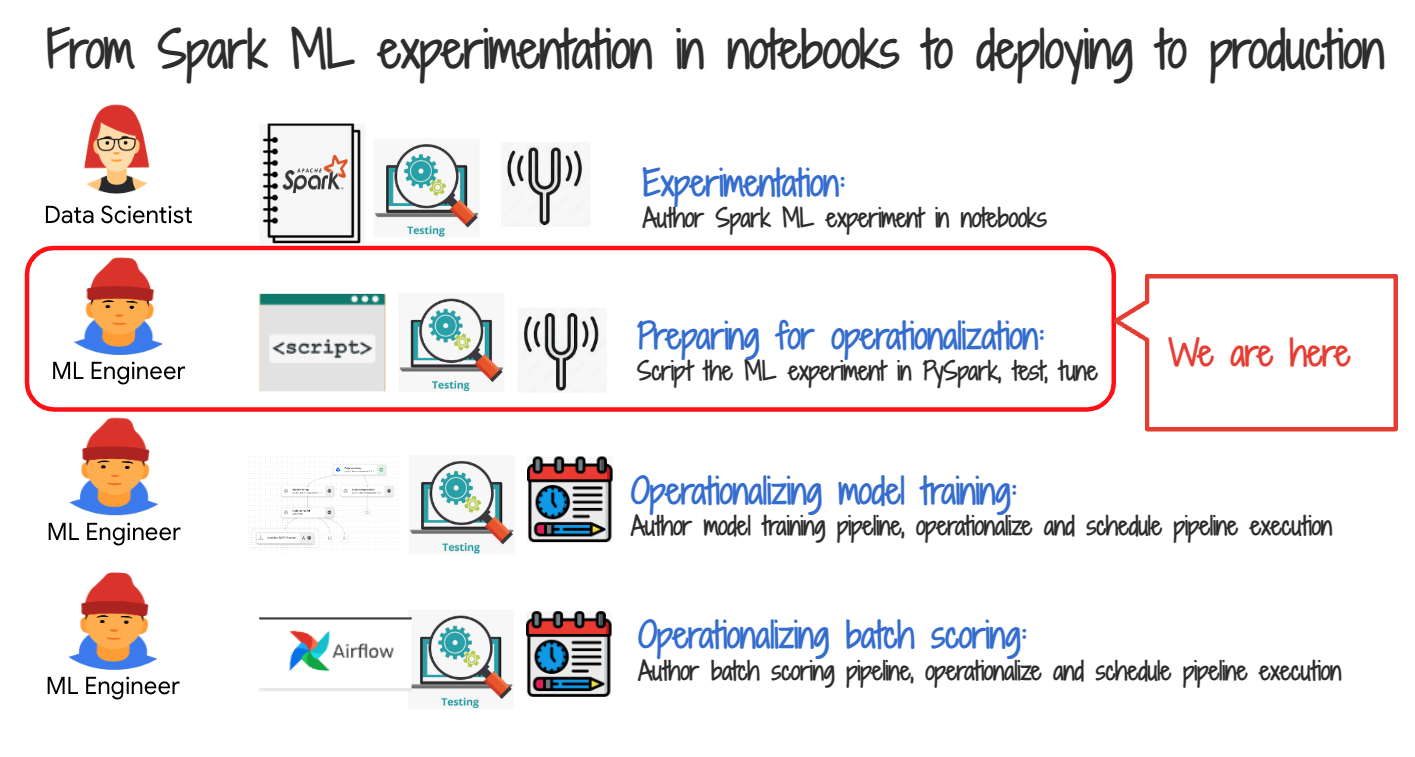 From Spark ML experimentation in notebooks to deploying to production
Data Scientist
APACHE
Spark
Testing
Experimentation:
Author Spark ML experiment in notebooks
ML Engineer
<script>
Testing
Preparing for operationalization:
Script the ML experiment in PySpark, test, tune
We are here
ML Engineer
Testing
Operationalizing model training:
Author model training pipeline, operationalize and schedule pipeline execution
ML Engineer
Airflow
Testing
Operationalizing batch scoring:
Author batch scoring pipeline, operationalize and schedule pipeline execution